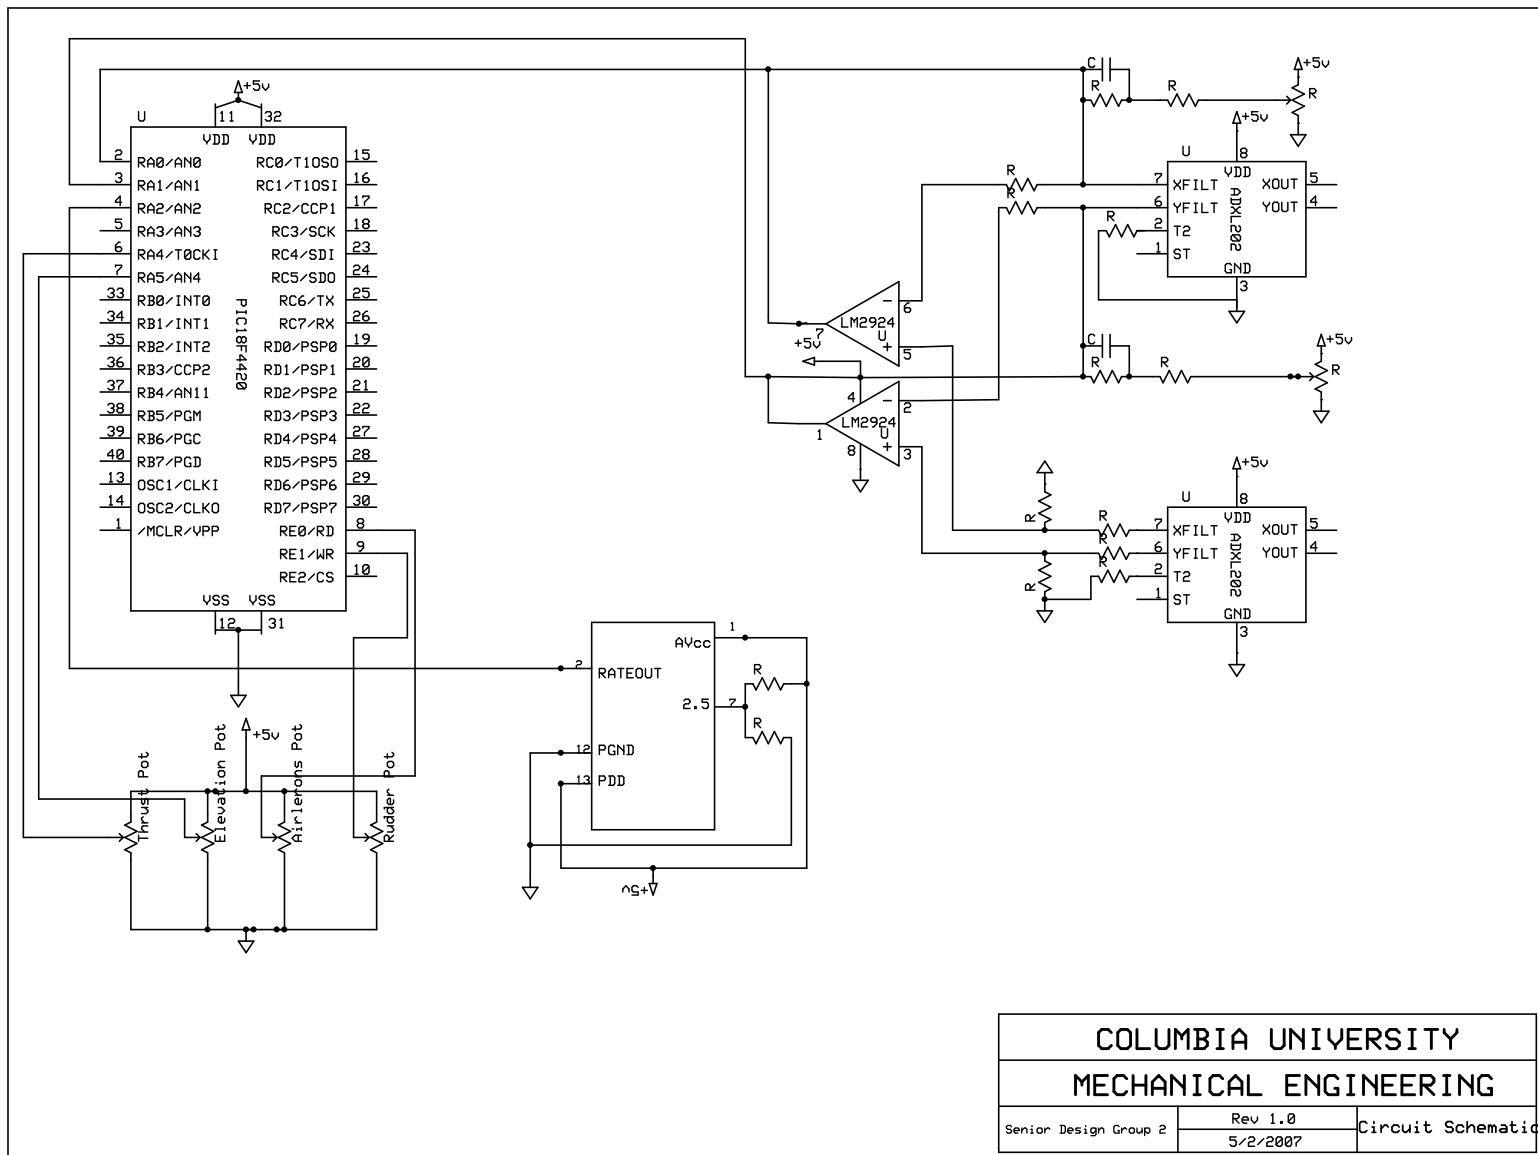 +5v
U
11
32
VDD
VDD
2 RA0/AN0 RC0/T1OSO 15
3 RA1/AN1 RC1/T1OSI 16
4 RA2/AN2 RC2/CCP1 17
5 RA3/AN3 RC3/SCK 18
6 RA4/T0CKI RC4/SDI 23
7 RA5/AN4 RC5/SDO 24
33 RB0/INT0 RC6/TX 25
34 RB1/INT1 RC7/RX 26
35 RB2/INT2 RD0/PSP0 19
36 RB3/CCP2 RD1/PSP1 20
37 RB4/AN11 RD2/PSP2 21
38 RB5/PGM RD3/PSP3 22
39 RB6/PGC RD4/PSP4 27
40 RB7/PGD RD5/PSP5 28
13 OSC1/CLKI RD6/PSP6 29
14 OSC2/CLKO RD7/PSP7 30
1 /MCLR/VPP RE0/RD 8
RE1/WR 9
RE2/CS 10
PIC18F4420
VSS
VSS
12
31
+5v
Thrust Pot
Elevation Pot
Airlerons Pot
Rudder Pot
AVcc 1
2 RATEOUT
2.5 7
R
R
12 PGND
13 PDD
+5v
LM2924
U
-
+
6
5
7
+5v
LM2924
U
-
+
4
2
3
1
8
C
R
R
R
+5v
+5v
U
8
VDD
7 XFILT XOUT 5
6 YFILT YOUT 4
2 T2
1 ST
ADXL202
GND
3
R
R
R
C
R
R
R
+5v
+5v
U
8
VDD
7 XFILT XOUT 5
6 YFILT YOUT 4
2 T2
1 ST
ADXL202
GND
3
R
R
R
R
R
COLUMBIA UNIVERSITY
MECHANICAL ENGINEERING
Senior Design Group 2
Rev 1.0
5/2/2007
Circuit Schematic